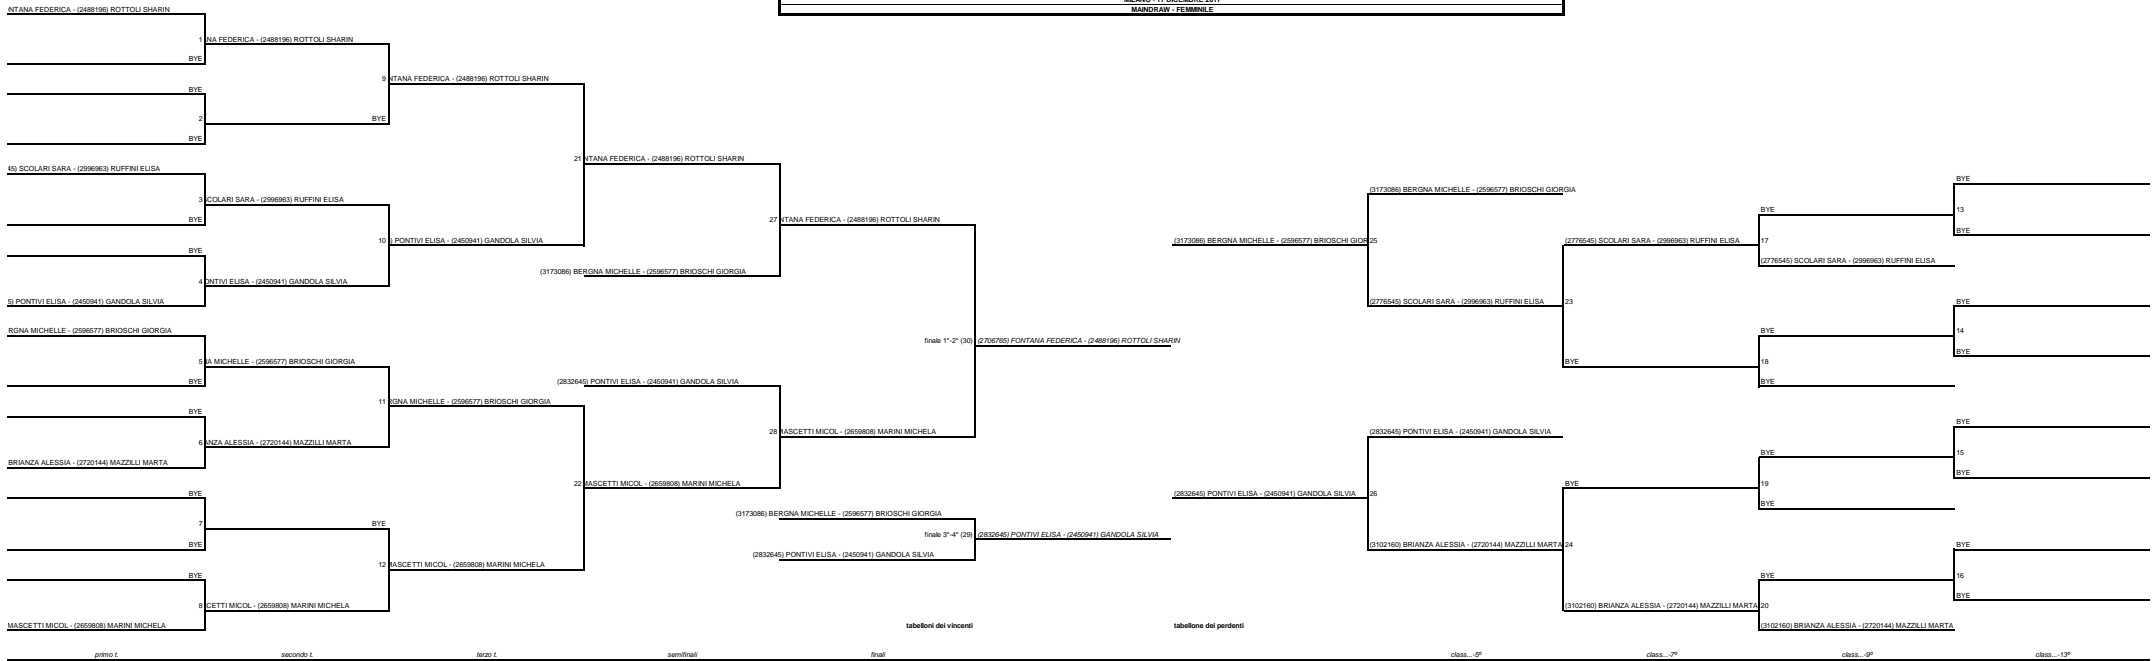 MAINDRAW - FEMMINILE
NTANA FEDERICA - (2488196) ROTTOLI SHARIN
1 NA FEDERICA - (2488196) ROTTOLI SHARIN
BYE
9 NTANA FEDERICA - (2488196) ROTTOLI SHARIN
BYE
2 BYE
BYE
21 NTANA FEDERICA - (2488196) ROTTOLI SHARIN
45) SCOLARI SARA - (2996963) RUFFINI ELISA
3 COLARI SARA - (2996963) RUFFINI ELISA
BYE
10 ) PONTIVI ELISA - (2450941) GANDOLA SILVIA
BYE
4 ONTIVI ELISA - (2450941) GANDOLA SILVIA
5) PONTIVI ELISA - (2450941) GANDOLA SILVIA
27 NTANA FEDERICA - (2488196) ROTTOLI SHARIN
(3173086) BERGNA MICHELLE - (2596577) BRIOSCHI GIORGIA
RGNA MICHELLE - (2596577) BRIOSCHI GIORGIA
finale 1°-2° (30) (2706765) FONTANA FEDERICA - (2488196) ROTTOLI SHARIN
5 A MICHELLE - (2596577) BRIOSCHI GIORGIA
BYE
(2832645) PONTIVI ELISA - (2450941) GANDOLA SILVIA
11 RGNA MICHELLE - (2596577) BRIOSCHI GIORGIA
BYE
6 ANZA ALESSIA - (2720144) MAZZILLI MARTA
BRIANZA ALESSIA - (2720144) MAZZILLI MARTA
28 MASCETTI MICOL - (2659808) MARINI MICHELA
22 MASCETTI MICOL - (2659808) MARINI MICHELA
BYE
7 BYE
BYE
(3173086) BERGNA MICHELLE - (2596577) BRIOSCHI GIORGIA
finale 3°-4° (29) (2832645) PONTIVI ELISA - (2450941) GANDOLA SILVIA
(2832645) PONTIVI ELISA - (2450941) GANDOLA SILVIA
12 MASCETTI MICOL - (2659808) MARINI MICHELA
BYE
8 CETTI MICOL - (2659808) MARINI MICHELA
MASCETTI MICOL - (2659808) MARINI MICHELA
(3173086) BERGNA MICHELLE - (2596577) BRIOSCHI GIORGIA
(3173086) BERGNA MICHELLE - (2596577) BRIOSCHI GIOR 25
(2776545) SCOLARI SARA - (2996963) RUFFINI ELISA 23
(2776545) SCOLARI SARA - (2996963) RUFFINI ELISA 17
BYE
BYE
13
BYE
(2776545) SCOLARI SARA - (2996963) RUFFINI ELISA
BYE
14
BYE
BYE
BYE
18
BYE
(2832645) PONTIVI ELISA - (2450941) GANDOLA SILVIA
(2832645) PONTIVI ELISA - (2450941) GANDOLA SILVIA 26
(3102160) BRIANZA ALESSIA - (2720144) MAZZILLI MARTA 24
BYE
BYE
15
BYE
BYE
19
BYE
BYE
16
BYE
BYE
(3102160) BRIANZA ALESSIA - (2720144) MAZZILLI MARTA 20
(3102160) BRIANZA ALESSIA - (2720144) MAZZILLI MARTA
tabelloni dei vincenti
tabellone dei perdenti
primo t. secondo t. terzo t. semifinali finali class...-5º class...-7º class...-9º class...-13º